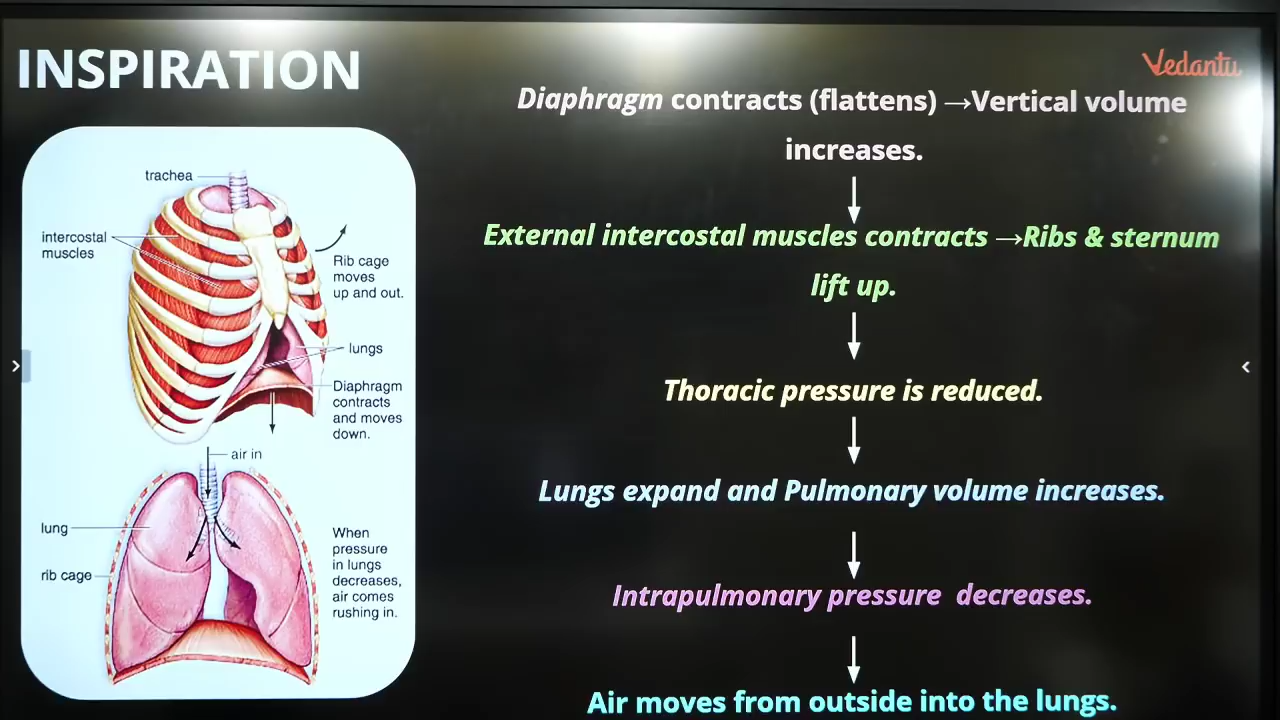 INSPIRATION
Vedantu
Diaphragm contracts (flattens) →Vertical volume
increases.
External intercostal muscles contracts →Ribs & sternum
lift up.
Thoracic pressure is reduced.
Lungs expand and Pulmonary volume increases.
Intrapulmonary pressure decreases.
Air moves from outside into the lungs.
trachea
intercostal
muscles
Rib cage
moves
up and out.
lungs
Diaphragm
contracts
and moves
down.
air in
lung
rib cage
When
pressure
in lungs
decreases,
air comes
rushing in.